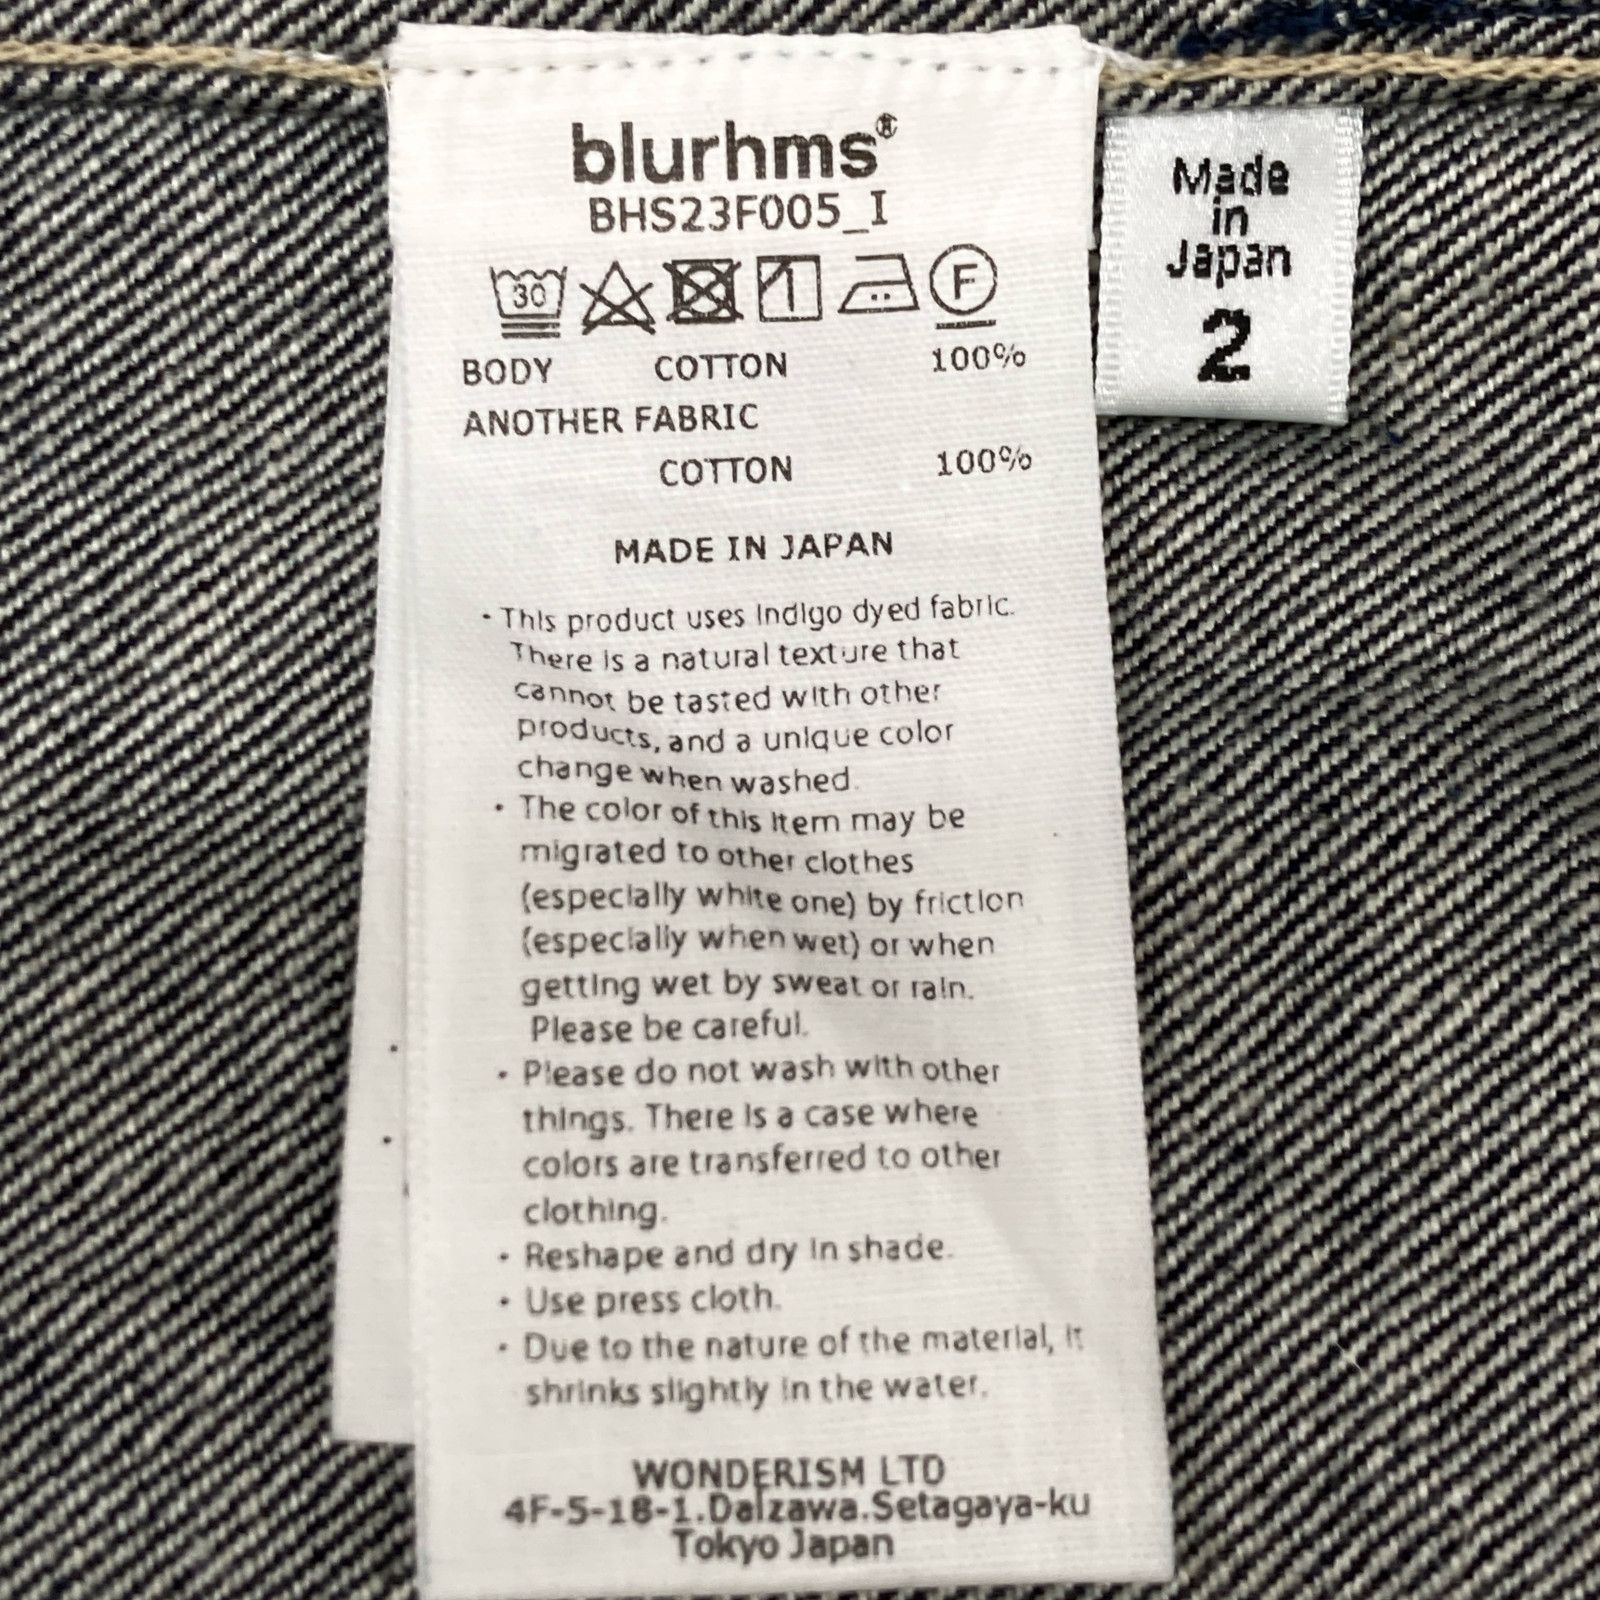 blurhms®
BHS23F005_I
30
F
BODY COTTON 100%
ANOTHER FABRIC
COTTON 100%
MADE IN JAPAN
・This product uses indigo dyed fabric.
There is a natural texture that
cannot be tasted with other
products, and a unique color
change when washed.
・The color of this item may be
migrated to other clothes
(especially white one) by friction
(especially when wet) or when
getting wet by sweat or rain.
Please be careful.
・Please do not wash with other
things. There is a case where
colors are transferred to other
clothing.
・Reshape and dry in shade.
・Use press cloth.
・Due to the nature of the material, it
shrinks slightly in the water.
WONDERISM LTD
4F-5-18-1.Daizawa.Setagaya-ku
Tokyo Japan
Made
in
Japan
2